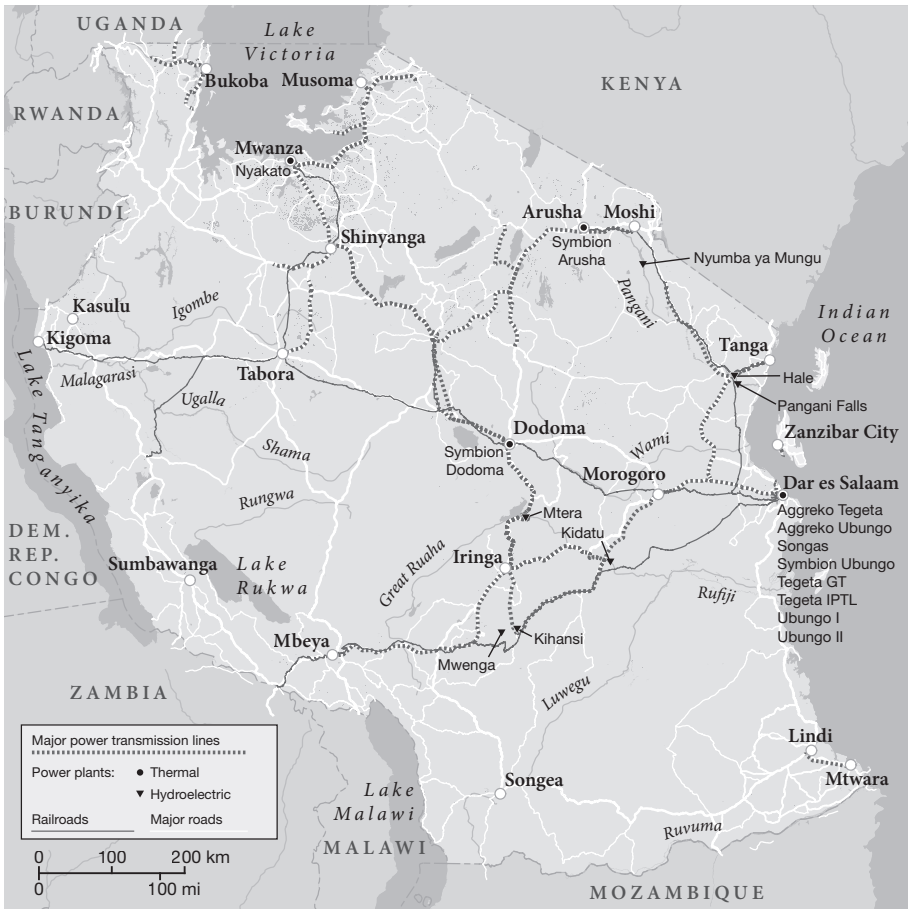 UGANDA
Lake
Victoria
Bukoba
Musoma
KENYA
RWANDA
Mwanza
Nyakato
BURUNDI
Shinyanga
Arusha
Moshi
Symbion
Arusha
Nyumba ya Mungu
Pangani
Igombe
Kasulu
Kigoma
Indian
Ocean
Tanga
Hale
Pangani Falls
Tabora
Malagarasi
Ugalla
Lake Tanganyika
Dodoma
Symbion
Dodoma
Zanzibar City
Wami
Shama
Morogoro
Dar es Salaam
Aggreko Tegeta
Aggreko Ubungo
Songas
Symbion Ubungo
Tegeta GT
Tegeta IPTL
Ubungo I
Ubungo II
Rungwa
Mtera
Kidatu
DEM.
REP.
CONGO
Great Ruaha
Iringa
Sumbawanga
Lake
Rukwa
Rufiji
Mbeya
Kihansi
Mwenga
Luwegu
ZAMBIA
Lindi
Mtwara
Songea
Lake
Malawi
MALAWI
Ruvuma
MOZAMBIQUE
Major power transmission lines
Power plants:
Thermal
Hydroelectric
Railroads
Major roads
0 100 200 km
0 100 mi